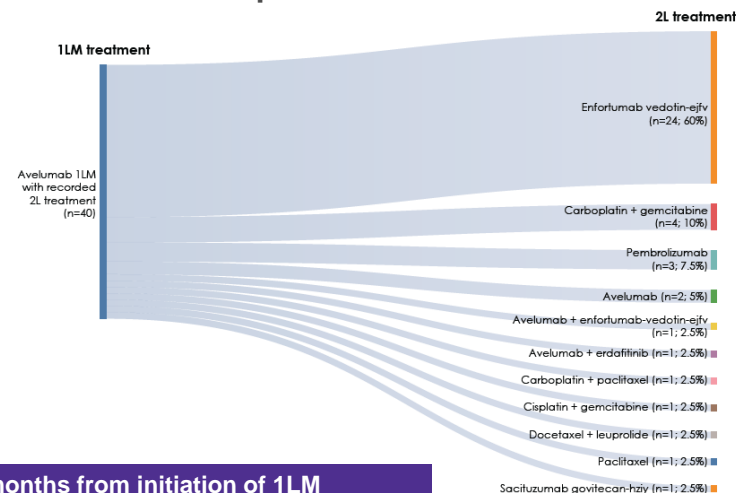 2L treatment
1LM treatment
Enfortumab vedotin-ejfv
(n=24; 60%)
Avelumab 1LM
with recorded
2L treatment
(n=40)
Carboplatin + gemcitabine
(n=4; 10%)
Pembrolizumab
(n=3; 7.5%)
Avelumab (n=2; 5%)
Avelumab + enfortumab-vedotin-ejfv
(n=1; 2.5%)
Avelumab + erdafitinib (n=1; 2.5%)
Carboplatin + paclitaxel (n=1; 2.5%)
Cisplatin + gemcitabine (n=1; 2.5%)
Docetaxel + leuprolide (n=1; 2.5%)
Paclitaxel (n=1; 2.5%)
Sacituzumab govitecan-hziy (n=1; 2.5%)
months from initiation of 1LM